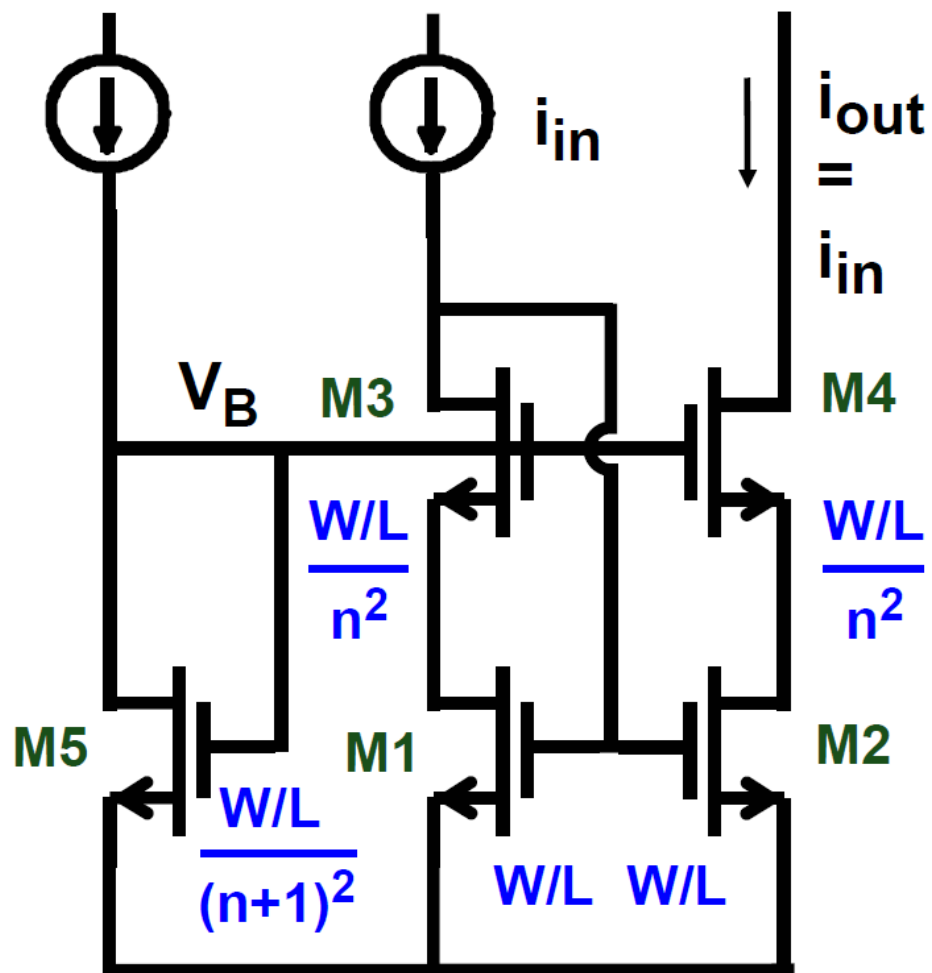 i_in
i_out
=
i_in
V_B
M3
M4
W/L
n²
W/L
n²
M5
M1
M2
W/L
(n+1)²
W/L W/L